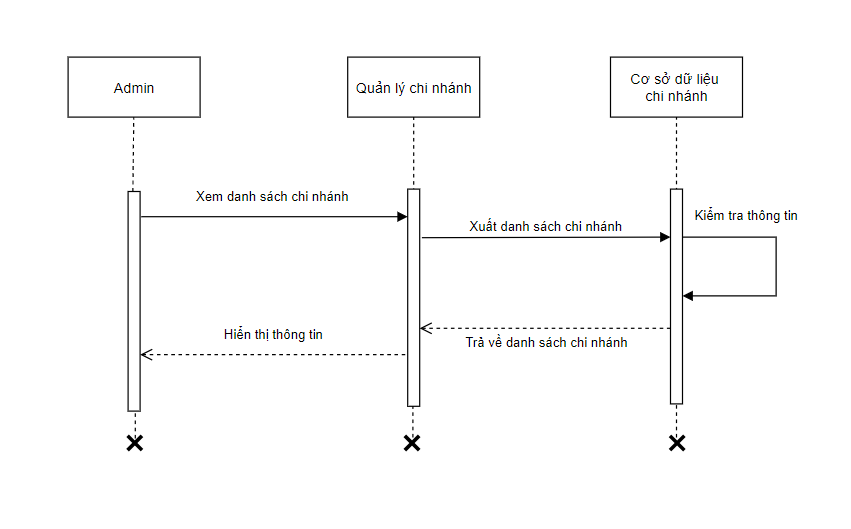 Admin
Quản lý chi nhánh
Cơ sở dữ liệu
chi nhánh
Xem danh sách chi nhánh
Kiểm tra thông tin
Xuất danh sách chi nhánh
Hiển thị thông tin
Trả về danh sách chi nhánh